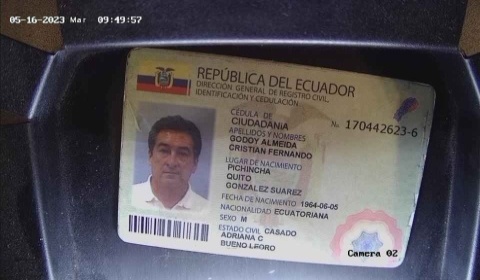 05-16-2023 Mar 09:49:57
REPÚBLICA DEL ECUADOR
DIRECCIÓN GENERAL DE REGISTRO CIVIL,
IDENTIFICACIÓN Y CEDULACIÓN
CÉDULA DE
CIUDADANÍA
No 170442623-6
APELLIDOS Y NOMBRES
GODOY ALMEIDA
CRISTIAN FERNANDO
LUGAR DE NACIMIENTO
PICHINCHA
QUITO
GONZALEZ SUAREZ
FECHA DE NACIMIENTO 1964-06-05
NACIONALIDAD ECUATORIANA
SEXO M
ESTADO CIVIL CASADO
ADRIANA C
BUENO LEGRO
Camera 02